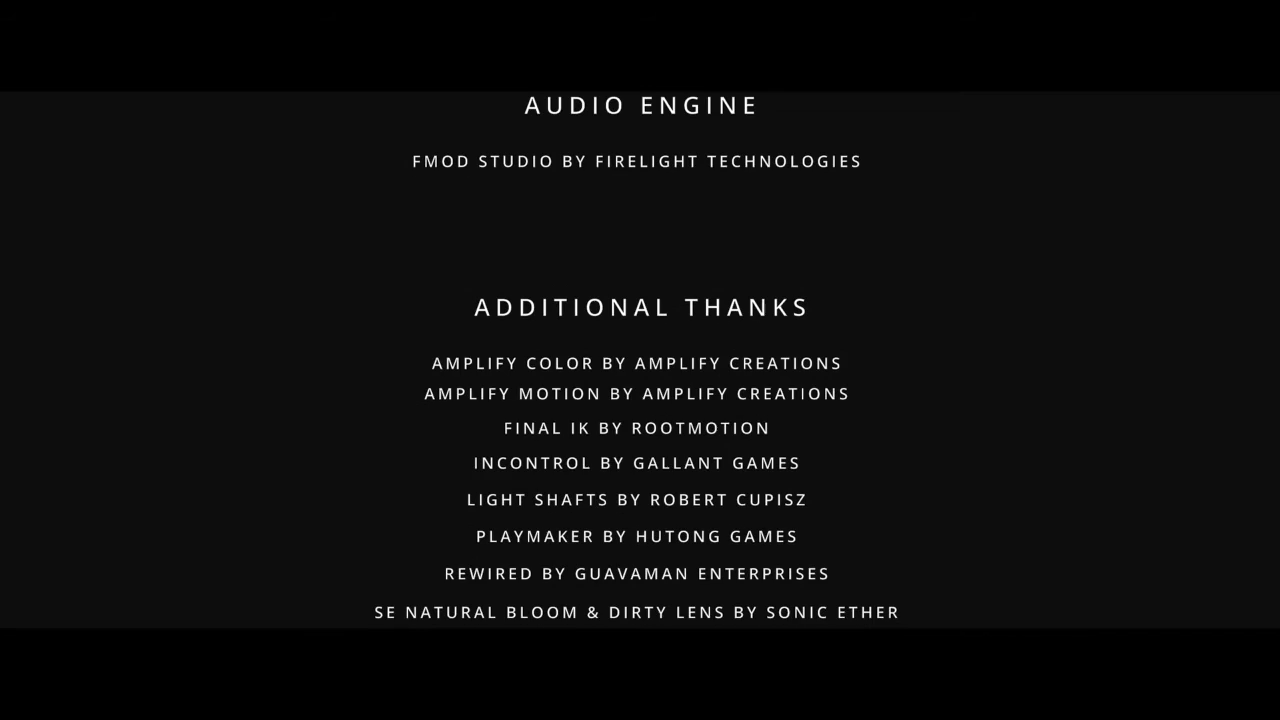 AUDIO ENGINE
FMOD STUDIO BY FIRELIGHT TECHNOLOGIES
ADDITIONAL THANKS
AMPLIFY COLOR BY AMPLIFY CREATIONS
AMPLIFY MOTION BY AMPLIFY CREATIONS
FINAL IK BY ROOTMOTION
INCONTROL BY GALLANT GAMES
LIGHT SHAFTS BY ROBERT CUPISZ
PLAYMAKER BY HUTONG GAMES
REWIRED BY GUAVAMAN ENTERPRISES
SE NATURAL BLOOM & DIRTY LENS BY SONIC ETHER